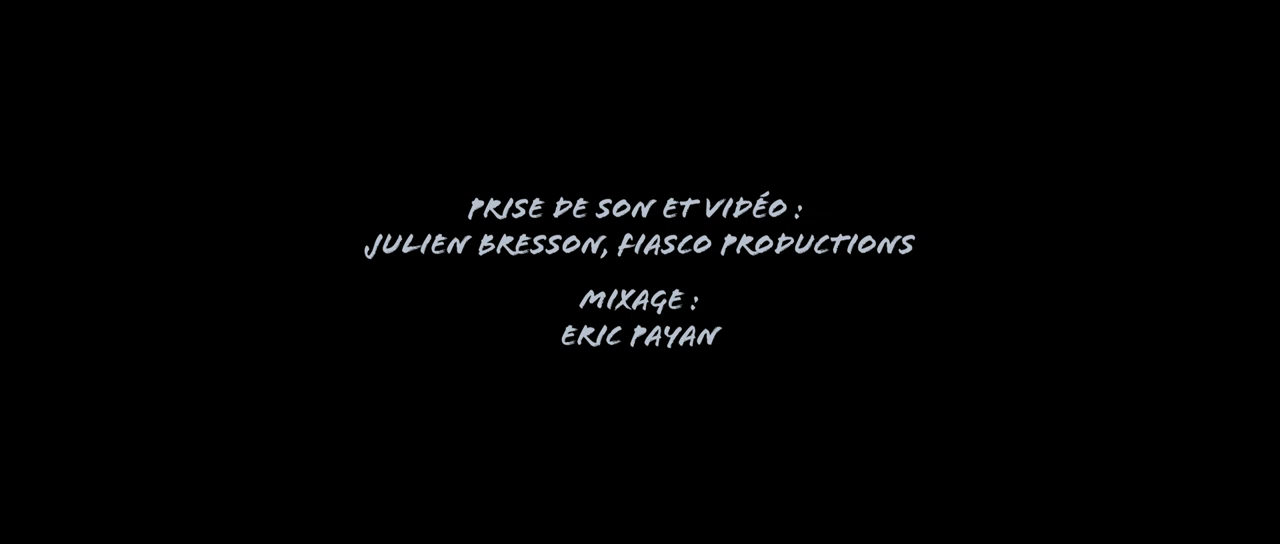 PRISE DE SON ET VIDÉO :
JULIEN BRESSON, FIASCO PRODUCTIONS
MIXAGE :
ERIC PAYAN